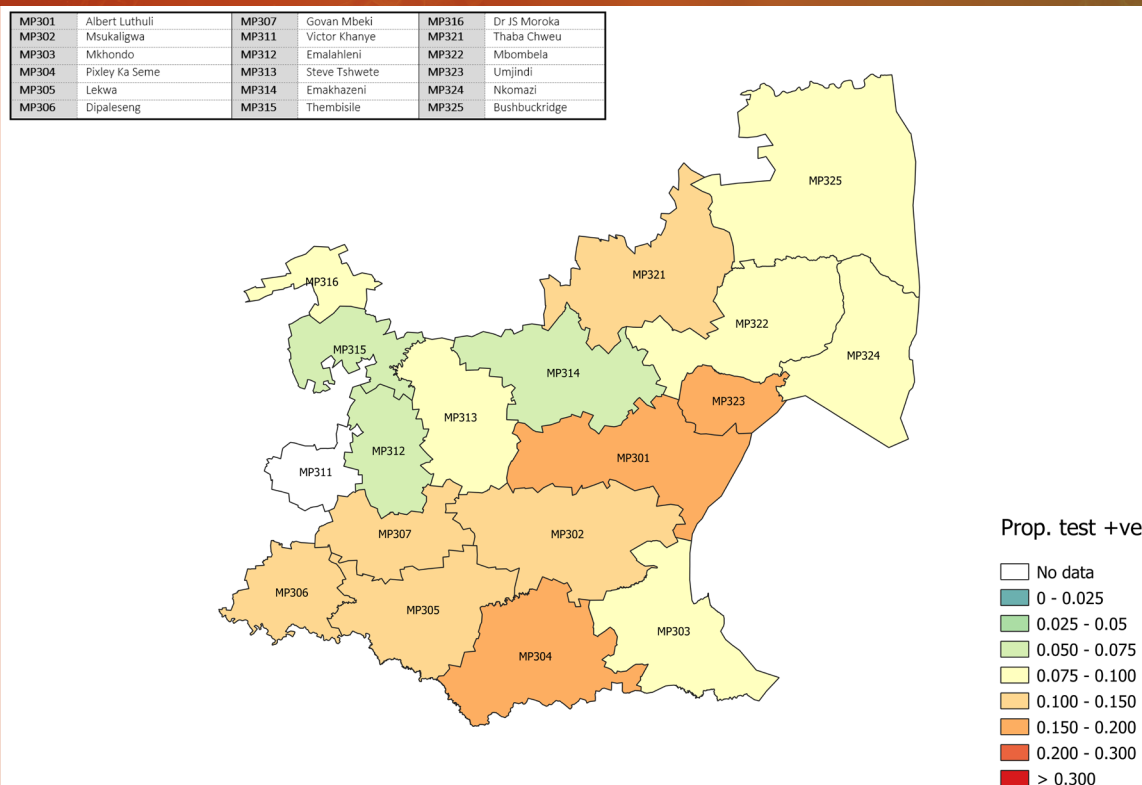 MP301 Albert Luthuli MP307 Govan Mbeki MP316 Dr JS Moroka
MP302 Msukaligwa MP311 Victor Khanye MP321 Thaba Chweu
MP303 Mkhondo MP312 Emalahleni MP322 Mbombela
MP304 Pixley Ka Seme MP313 Steve Tshwete MP323 Umjindi
MP305 Lekwa MP314 Emakhazeni MP324 Nkomazi
MP306 Dipaleseng MP315 Thembisile MP325 Bushbuckridge
MP325
MP321
MP316
MP322
MP315
MP324
MP314
MP323
MP313
MP312
MP301
MP311
MP307
MP302
MP306
MP305
MP303
MP304
Prop. test +ve
No data
0 - 0.025
0.025 - 0.05
0.050 - 0.075
0.075 - 0.100
0.100 - 0.150
0.150 - 0.200
0.200 - 0.300
> 0.300